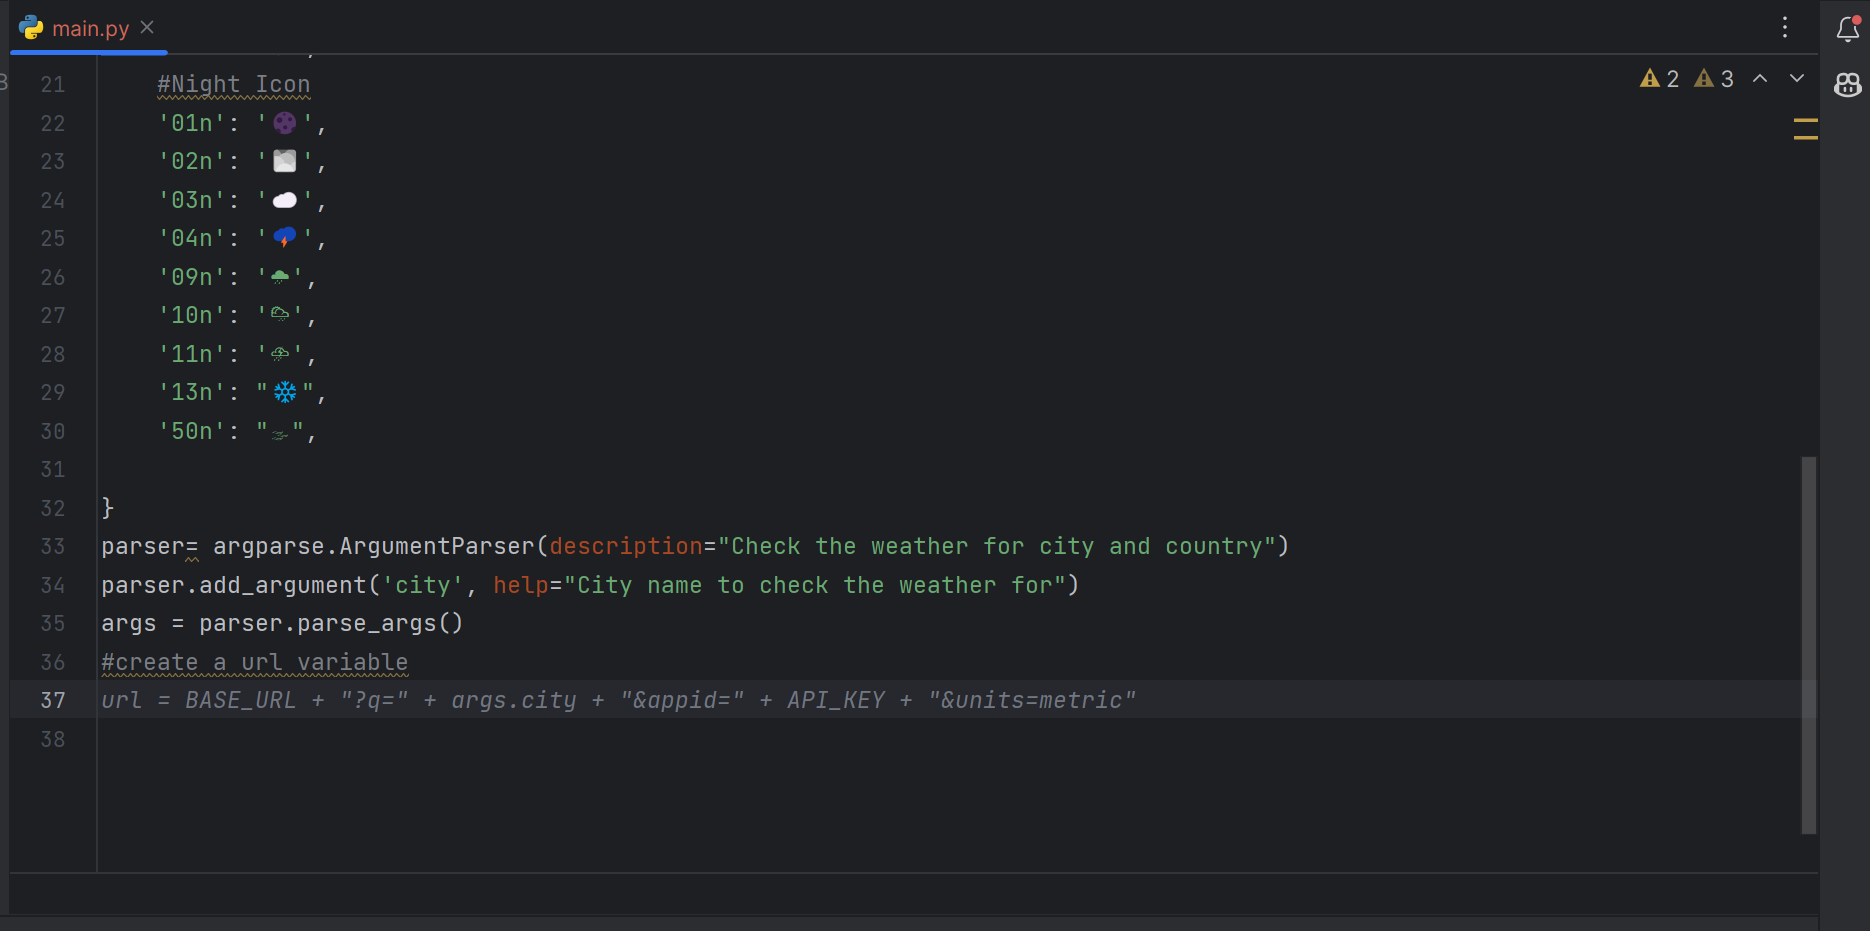 main.py
2 3
21 #Night Icon
22 '01n': '🌑',
23 '02n': '🌫',
24 '03n': '☁',
25 '04n': '🌩',
26 '09n': '🌧',
27 '10n': '🌦',
28 '11n': '⛈',
29 '13n': "❄",
30 '50n': "🌫",
31
32 }
33 parser= argparse.ArgumentParser(description="Check the weather for city and country")
34 parser.add_argument('city', help="City name to check the weather for")
35 args = parser.parse_args()
36 #create a url variable
37 url = BASE_URL + "?q=" + args.city + "&appid=" + API_KEY + "&units=metric"
38